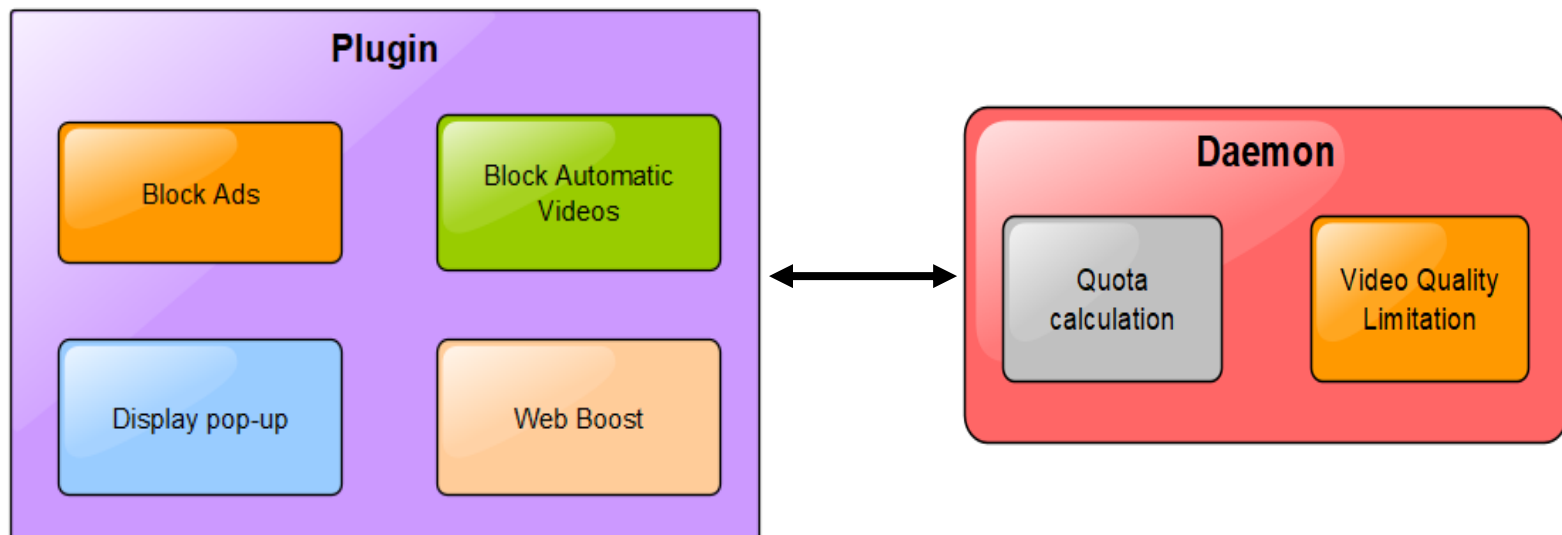 Plugin
Block Ads
Block Automatic
Videos
Display pop-up
Web Boost
Daemon
Quota
calculation
Video Quality
Limitation